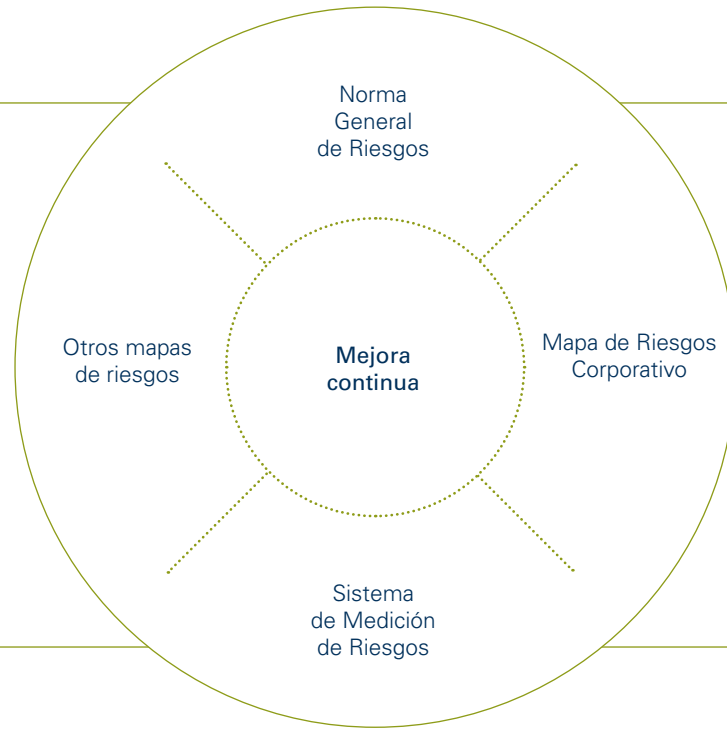 Norma
General
de Riesgos
Otros mapas
de riesgos
Mejora
continua
Mapa de Riesgos
Corporativo
Sistema
de Medición
de Riesgos